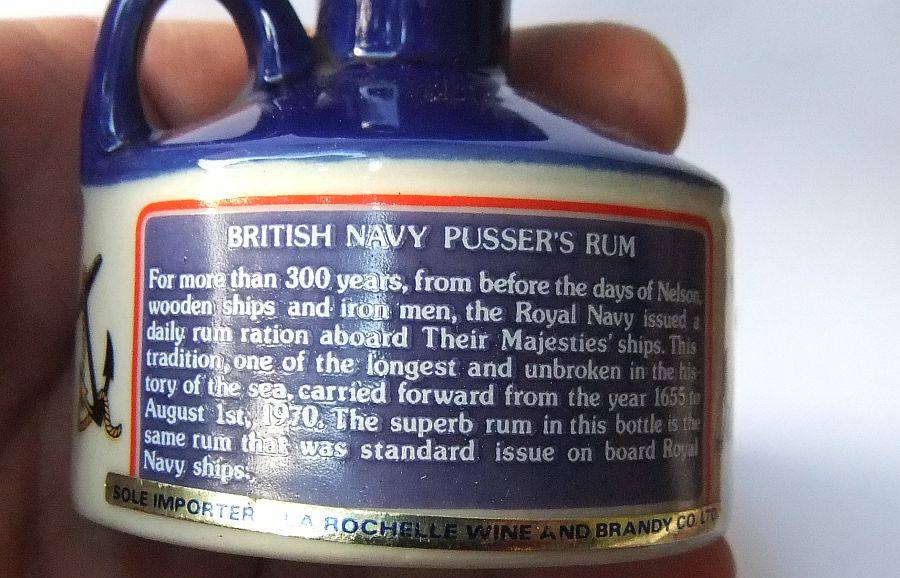 BRITISH NAVY PUSSER'S RUM
For more than 300 years, from before the days of Nelson,
wooden ships and iron men, the Royal Navy issued a
daily rum ration aboard Their Majesties' ships. This
tradition, one of the longest and unbroken in the his-
tory of the sea, carried forward from the year 1655 to
August 1st, 1970. The superb rum in this bottle is the
same rum that was standard issue on board Royal
Navy ships.
SOLE IMPORTER LA ROCHELLE WINE AND BRANDY CO. LTD